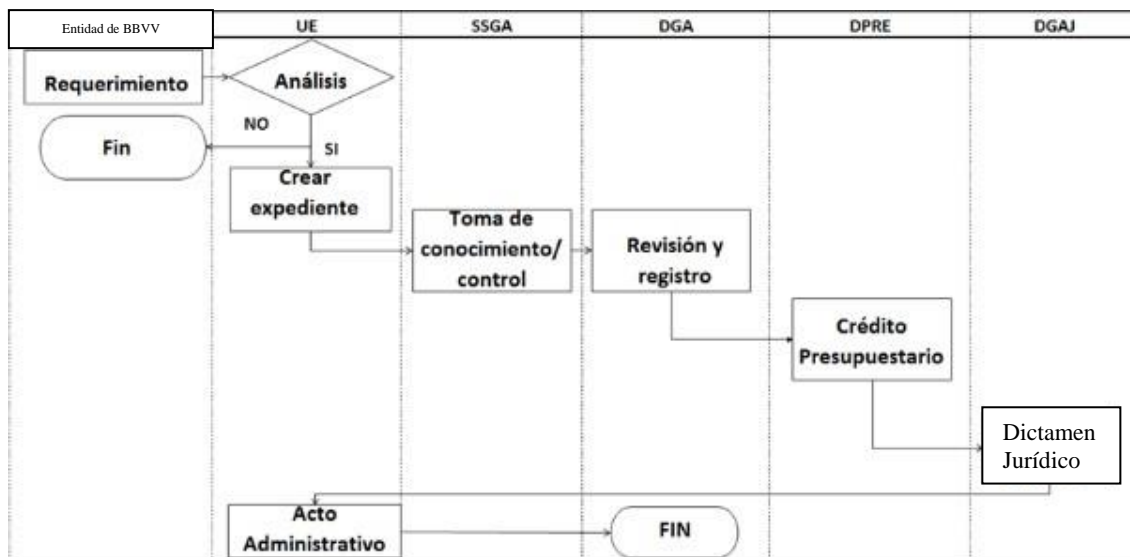 Entidad de BBVV
UE
SSGA
DGA
DPRE
DGAJ
Requerimiento
Análisis
NO
Fin
SI
Crear
expediente
Toma de
conocimiento/
control
Revisión y
registro
Crédito
Presupuestario
Dictamen
Jurídico
Acto
Administrativo
FIN